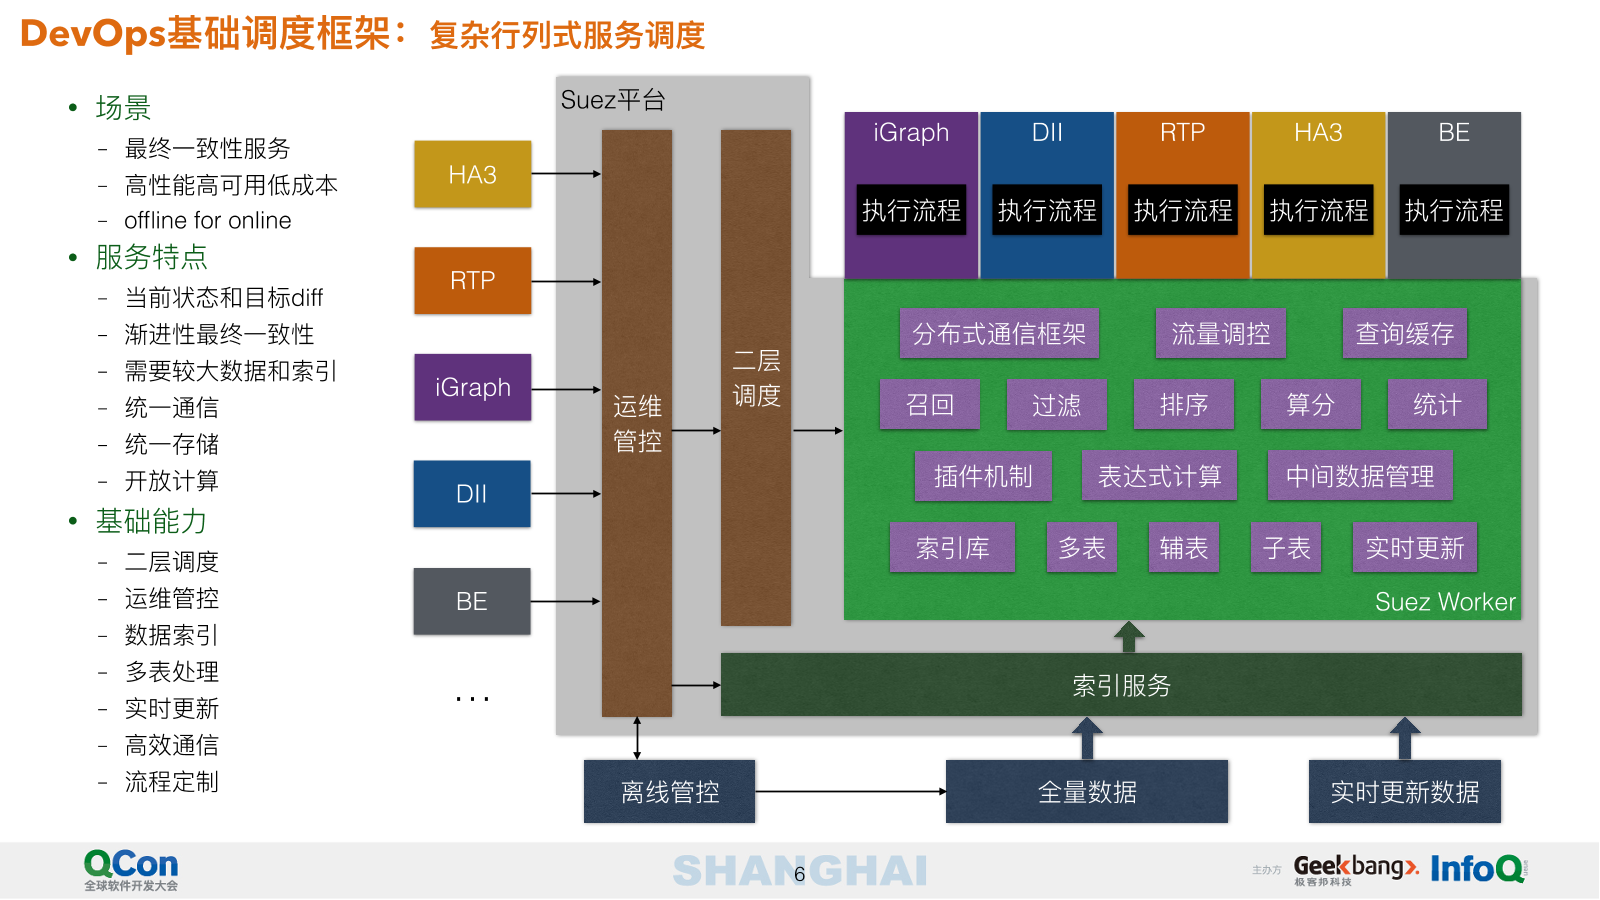 DevOps基础调度框架：复杂行列式服务调度
• 场景
– 最终一致性服务
– 高性能高可用低成本
– offline for online
• 服务特点
– 当前状态和目标diff
– 渐进性最终一致性
– 需要较大数据和索引
– 统一通信
– 统一存储
– 开放计算
• 基础能力
– 二层调度
– 运维管控
– 数据索引
– 多表处理
– 实时更新
– 高效通信
– 流程定制
HA3
RTP
iGraph
DII
BE
...
Suez平台
运维
管控
二层
调度
iGraph
DII
RTP
HA3
BE
执行流程
执行流程
执行流程
执行流程
执行流程
分布式通信框架
流量调控
查询缓存
召回
过滤
排序
算分
统计
插件机制
表达式计算
中间数据管理
索引库
多表
辅表
子表
实时更新
Suez Worker
索引服务
离线管控
全量数据
实时更新数据
QCon
全球软件开发大会
SHANGHAI
6
主办方
Geekbang>.
极客邦科技
InfoQ